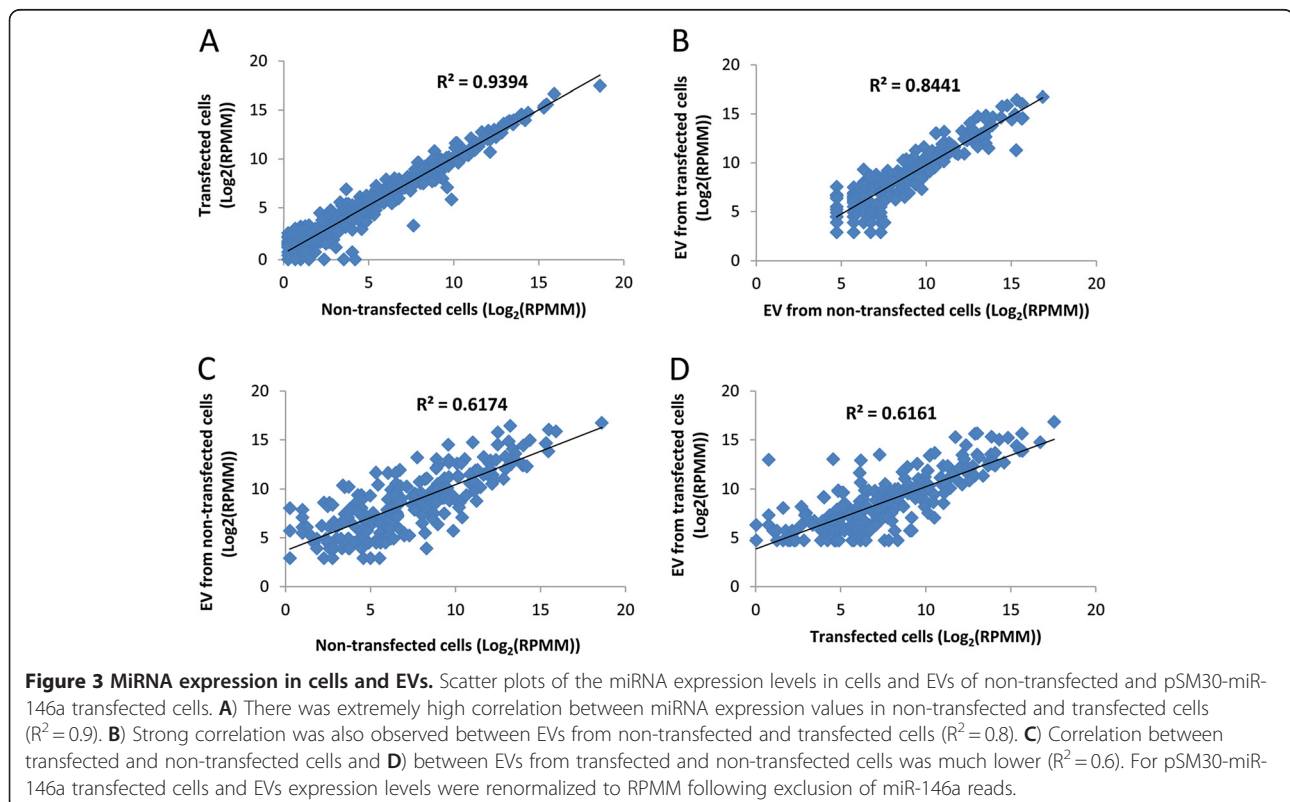 A
20
15
10
5
0
Transfected cells
(Log2(RPMM))
R² = 0.9394
0 5 10 15 20
Non-transfected cells (Log₂(RPMM))
B
20
15
10
5
0
EV from transfected cells
(Log2(RPMM))
R² = 0.8441
0 5 10 15 20
EV from non-transfected cells (Log₂(RPMM))
C
20
15
10
5
0
EV from non-transfected cells
(Log2(RPMM))
R² = 0.6174
0 5 10 15 20
Non-transfected cells (Log₂(RPMM))
D
20
15
10
5
0
EV from transfected cells
(Log2(RPMM))
R² = 0.6161
0 5 10 15 20
Transfected cells (Log₂(RPMM))
Figure 3 MiRNA expression in cells and EVs. Scatter plots of the miRNA expression levels in cells and EVs of non-transfected and pSM30-miR-
146a transfected cells. A) There was extremely high correlation between miRNA expression values in non-transfected and transfected cells
(R² = 0.9). B) Strong correlation was also observed between EVs from non-transfected and transfected cells (R² = 0.8). C) Correlation between
transfected and non-transfected cells and D) between EVs from transfected and non-transfected cells was much lower (R² = 0.6). For pSM30-miR-
146a transfected cells and EVs expression levels were renormalized to RPMM following exclusion of miR-146a reads.